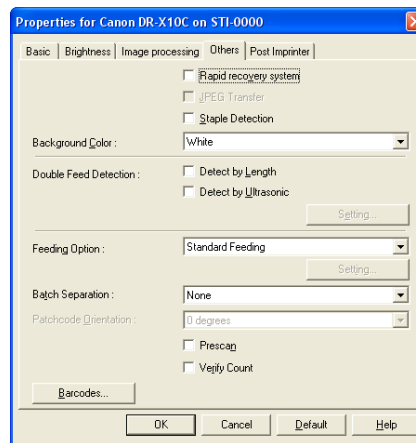 Properties for Canon DR-X10C on STI-0000
Basic Brightness Image processing Others Post Imprinter
Rapid recovery system
JPEG Transfer
Staple Detection
Background Color : White
Double Feed Detection : Detect by Length
Detect by Ultrasonic
Setting...
Feeding Option : Standard Feeding
Setting...
Batch Separation : None
Patchcode Orientation : 0 degrees
Prescan
Verify Count
Barcodes...
OK Cancel Default Help